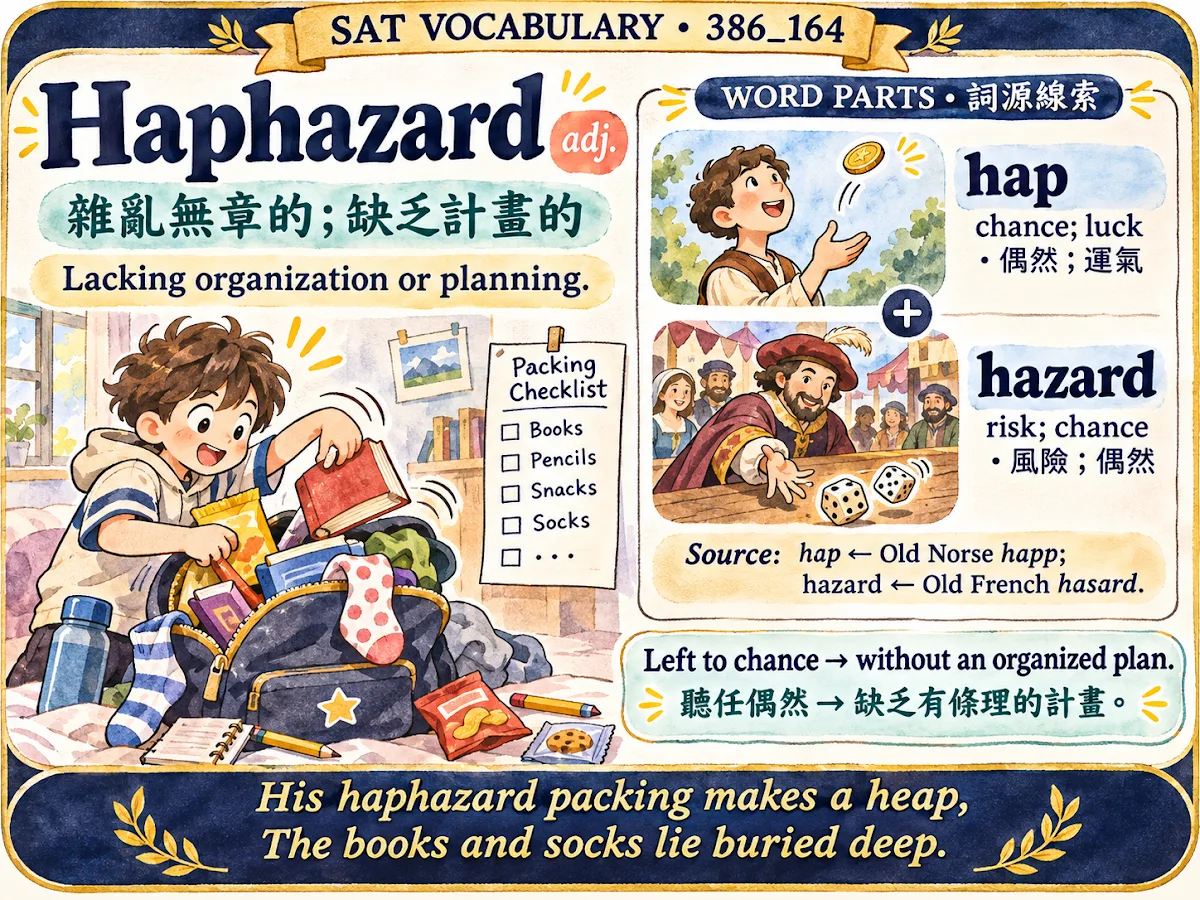 SAT VOCABULARY • 386_164
Haphazard
adj.
雜亂無章的；缺乏計畫的
Lacking organization or planning.
Packing
Checklist
Books
Pencils
Snacks
Socks
...
WORD PARTS • 詞源線索
hap
chance; luck
• 偶然；運氣
+
hazard
risk; chance
• 風險；偶然
Source: hap ← Old Norse happ;
hazard ← Old French hasard.
Left to chance → without an organized plan.
聽任偶然 → 缺乏有條理的計畫。
His haphazard packing makes a heap,
The books and socks lie buried deep.